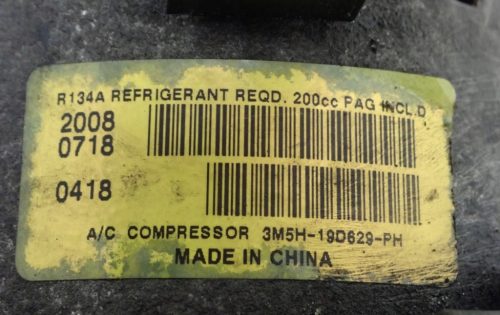 R134A REFRIGERANT REQD. 200cc PAG INCL.D
2008
0718
0418
A/C COMPRESSOR 3M5H-19D629-PH
MADE IN CHINA